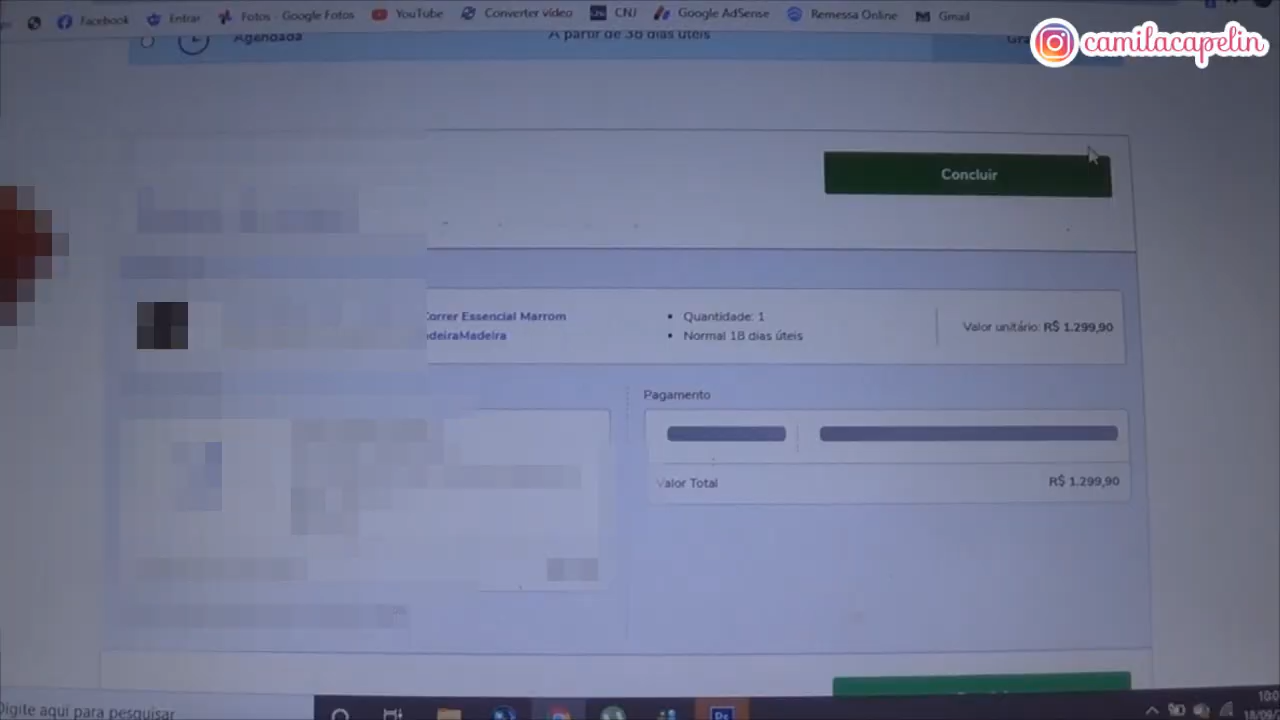 Facebook Entrar Fotos - Google Fotos YouTube Converter vídeo CNJ Google AdSense Remessa Online Gmail
camilacapelin
Agendada A partir de 38 dias úteis
Concluir
Correr Essencial Marrom
deiraMadeira
• Quantidade: 1
• Normal 18 dias úteis
Valor unitário: R$ 1.299,90
Pagamento
Valor Total R$ 1.299,90
Digite aqui para pesquisar
Ps